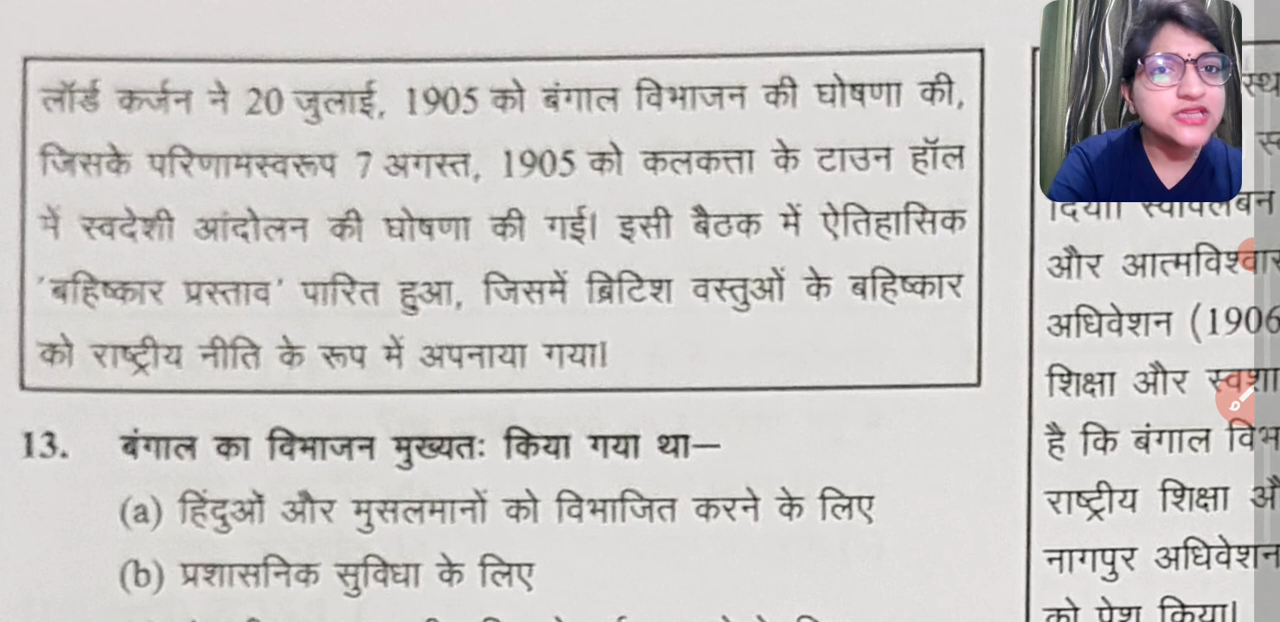 लॉर्ड कर्जन ने 20 जुलाई, 1905 को बंगाल विभाजन की घोषणा की,
जिसके परिणामस्वरूप 7 अगस्त, 1905 को कलकत्ता के टाउन हॉल
में स्वदेशी आंदोलन की घोषणा की गई। इसी बैठक में ऐतिहासिक
'बहिष्कार प्रस्ताव' पारित हुआ, जिसमें ब्रिटिश वस्तुओं के बहिष्कार
को राष्ट्रीय नीति के रूप में अपनाया गया।
13. बंगाल का विभाजन मुख्यतः किया गया था—
(a) हिंदुओं और मुसलमानों को विभाजित करने के लिए
(b) प्रशासनिक सुविधा के लिए
दिया। स्वावलंबन
और
अधिवेशन (1906
शिक्षा और
है कि बंगाल
राष्ट्रीय शिक्षा
नागपुर अधिवेशन
को पेश किया।